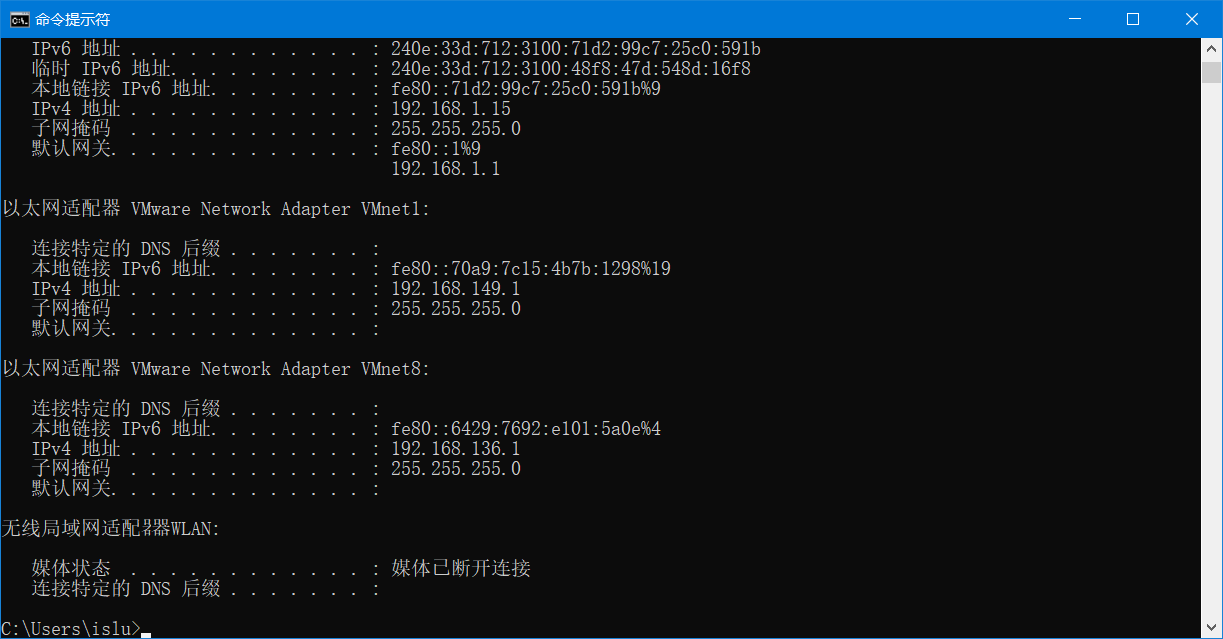 命令提示符
IPv6 地址 . . . . . . . . . . . . : 240e:33d:712:3100:71d2:99c7:25c0:591b
临时 IPv6 地址. . . . . . . . . . : 240e:33d:712:3100:48f8:47d:548d:16f8
本地链接 IPv6 地址. . . . . . . . : fe80::71d2:99c7:25c0:591b%9
IPv4 地址 . . . . . . . . . . . . : 192.168.1.15
子网掩码  . . . . . . . . . . . . : 255.255.255.0
默认网关. . . . . . . . . . . . . : fe80::1%9
192.168.1.1
以太网适配器 VMware Network Adapter VMnet1:
连接特定的 DNS 后缀 . . . . . . . :
本地链接 IPv6 地址. . . . . . . . : fe80::70a9:7c15:4b7b:1298%19
IPv4 地址 . . . . . . . . . . . . : 192.168.149.1
子网掩码  . . . . . . . . . . . . : 255.255.255.0
默认网关. . . . . . . . . . . . . :
以太网适配器 VMware Network Adapter VMnet8:
连接特定的 DNS 后缀 . . . . . . . :
本地链接 IPv6 地址. . . . . . . . : fe80::6429:7692:e101:5a0e%4
IPv4 地址 . . . . . . . . . . . . : 192.168.136.1
子网掩码  . . . . . . . . . . . . : 255.255.255.0
默认网关. . . . . . . . . . . . . :
无线局域网适配器器WLAN:
媒体状态  . . . . . . . . . . . . : 媒体已断开连接
连接特定的 DNS 后缀 . . . . . . . :
C:\Users\islu>